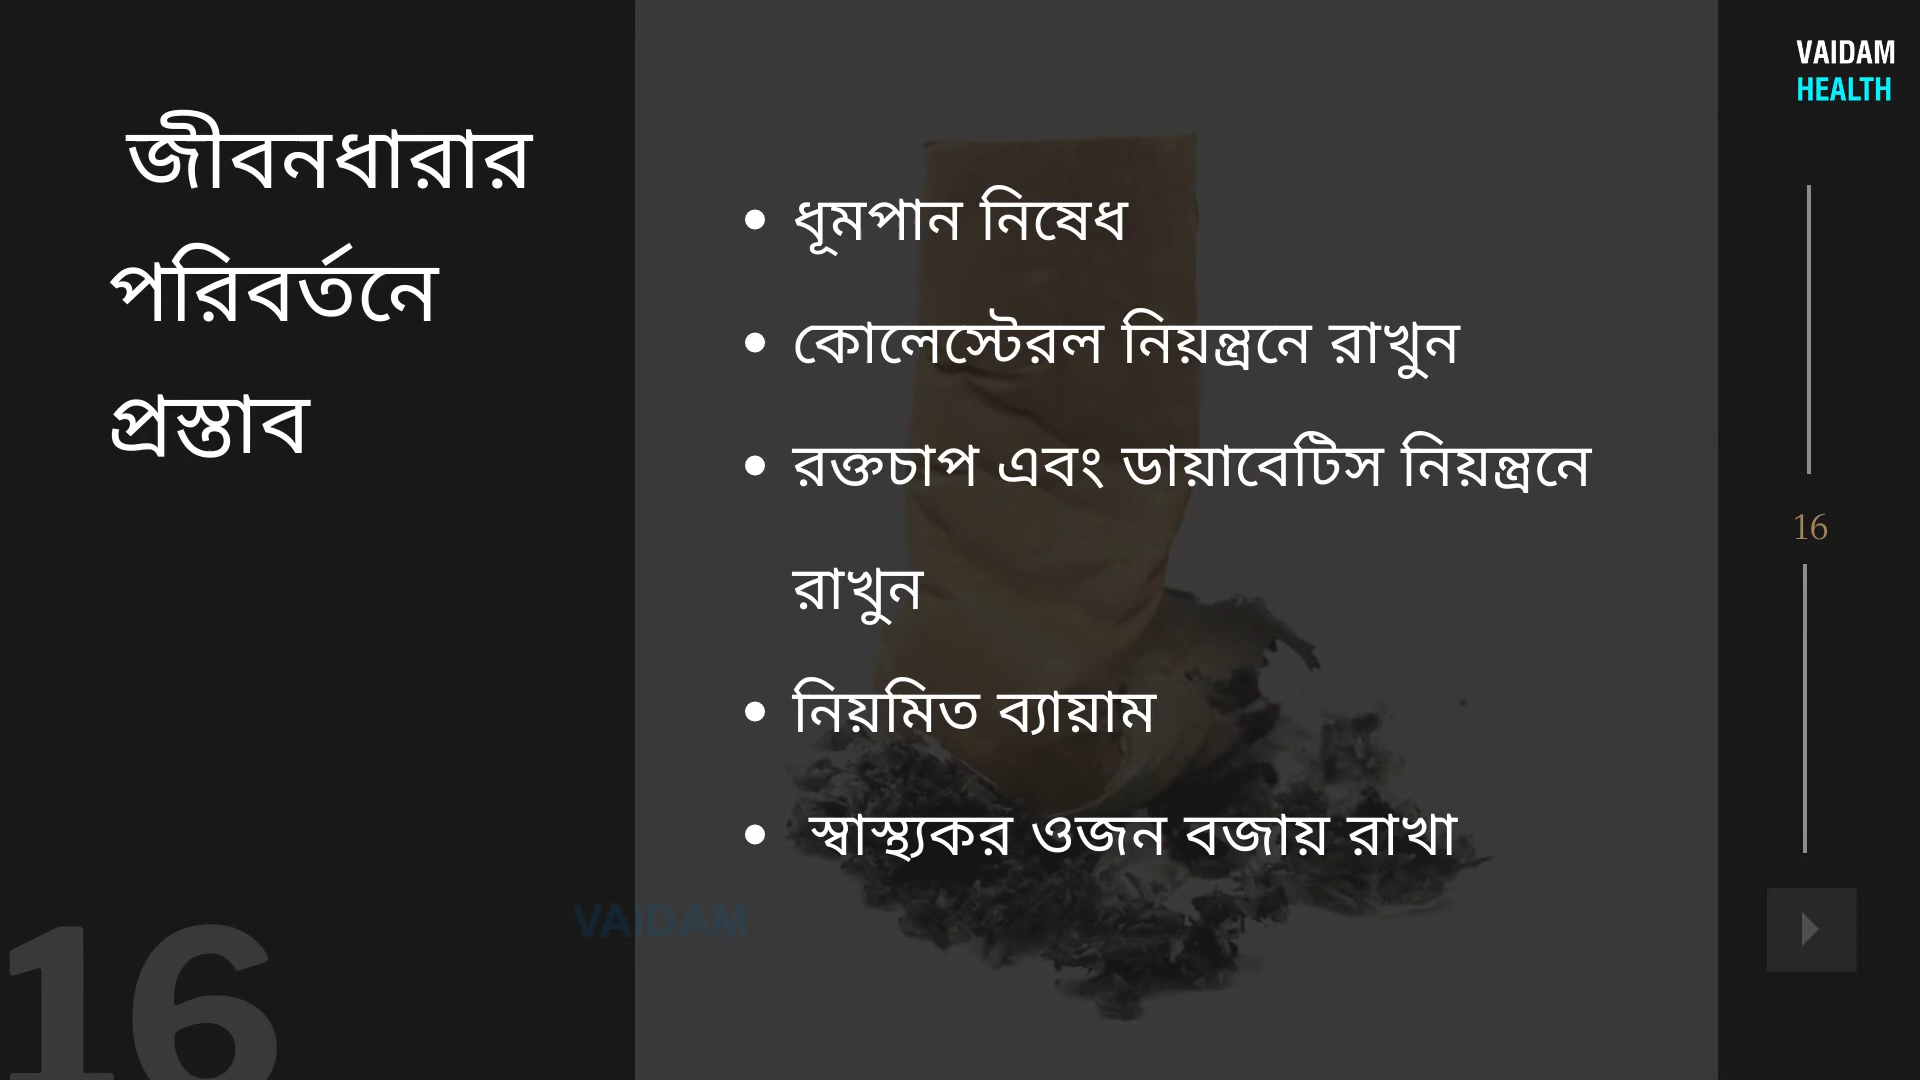 VAIDAM
HEALTH
জীবনধারার
পরিবর্তনে
প্রস্তাব
• ধূমপান নিষেধ
• কোলেস্টেরল নিয়ন্ত্রনে রাখুন
• রক্তচাপ এবং ডায়াবেটিস নিয়ন্ত্রনে
রাখুন
• নিয়মিত ব্যায়াম
• স্বাস্থ্যকর ওজন বজায় রাখা
16
VAIDAM
16